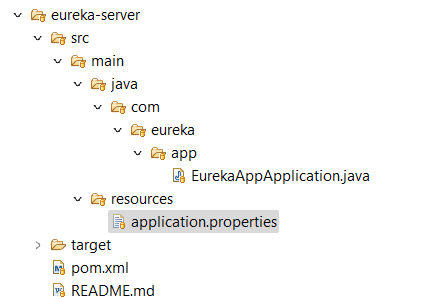 eureka-server
src
main
java
com
eureka
app
EurekaAppApplication.java
resources
application.properties
target
pom.xml
README.md